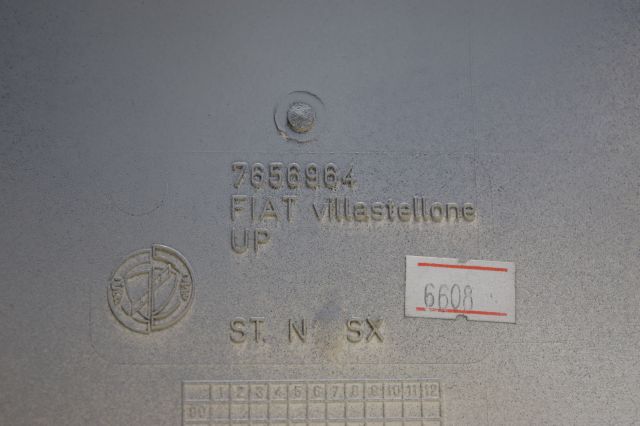 7656964
FIAT villastellone
UP
6608
ST. N° SX
1 2 3 4 5 6 7 8 9 10 11 12